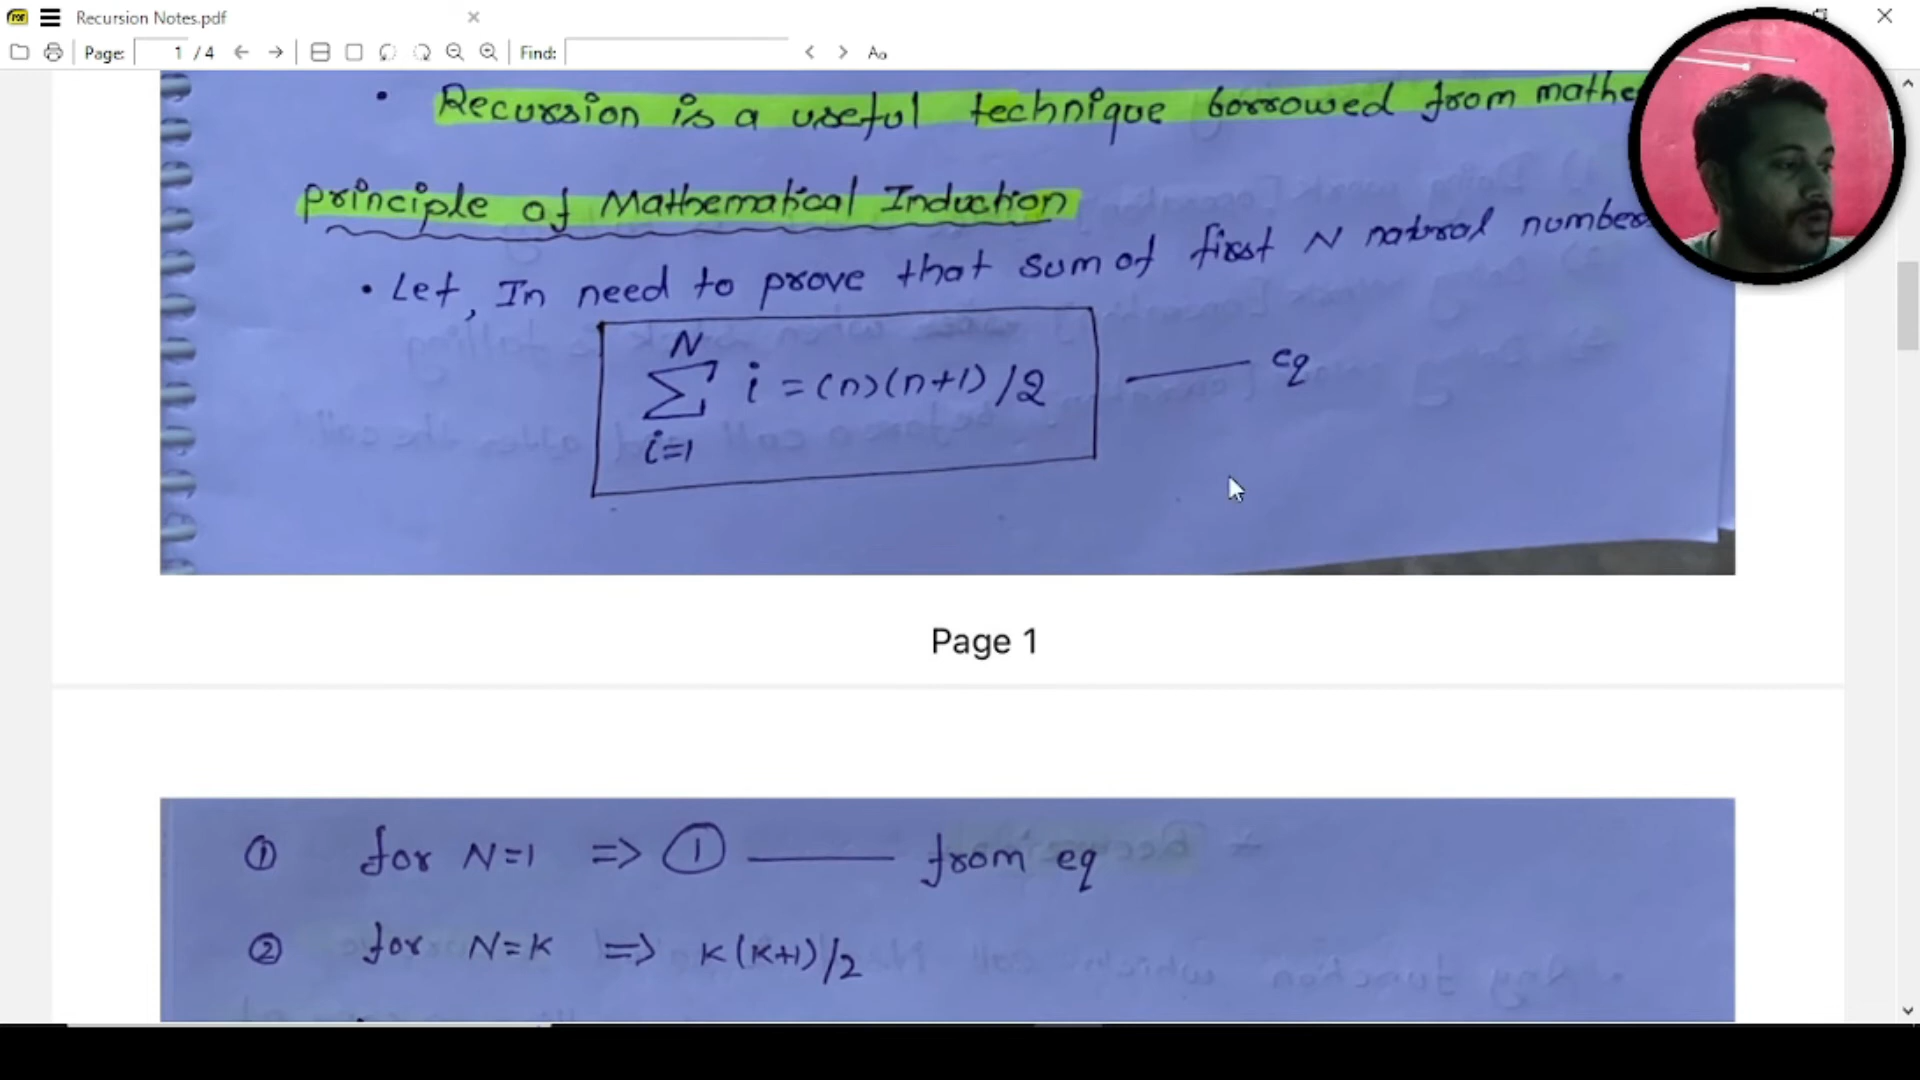 PDF Recursion Notes.pdf
Page: 1 / 4 Find: Aa
• Recursion is a useful technique borrowed from mathe
principle of Mathematical Induction
• Let, In need to prove that sum of first N natural numbers
N
∑ i = (n)(n+1)/2 —— eq
i=1
Page 1
① for N=1 => ① —— from eq
② for N=K => K(K+1)/2